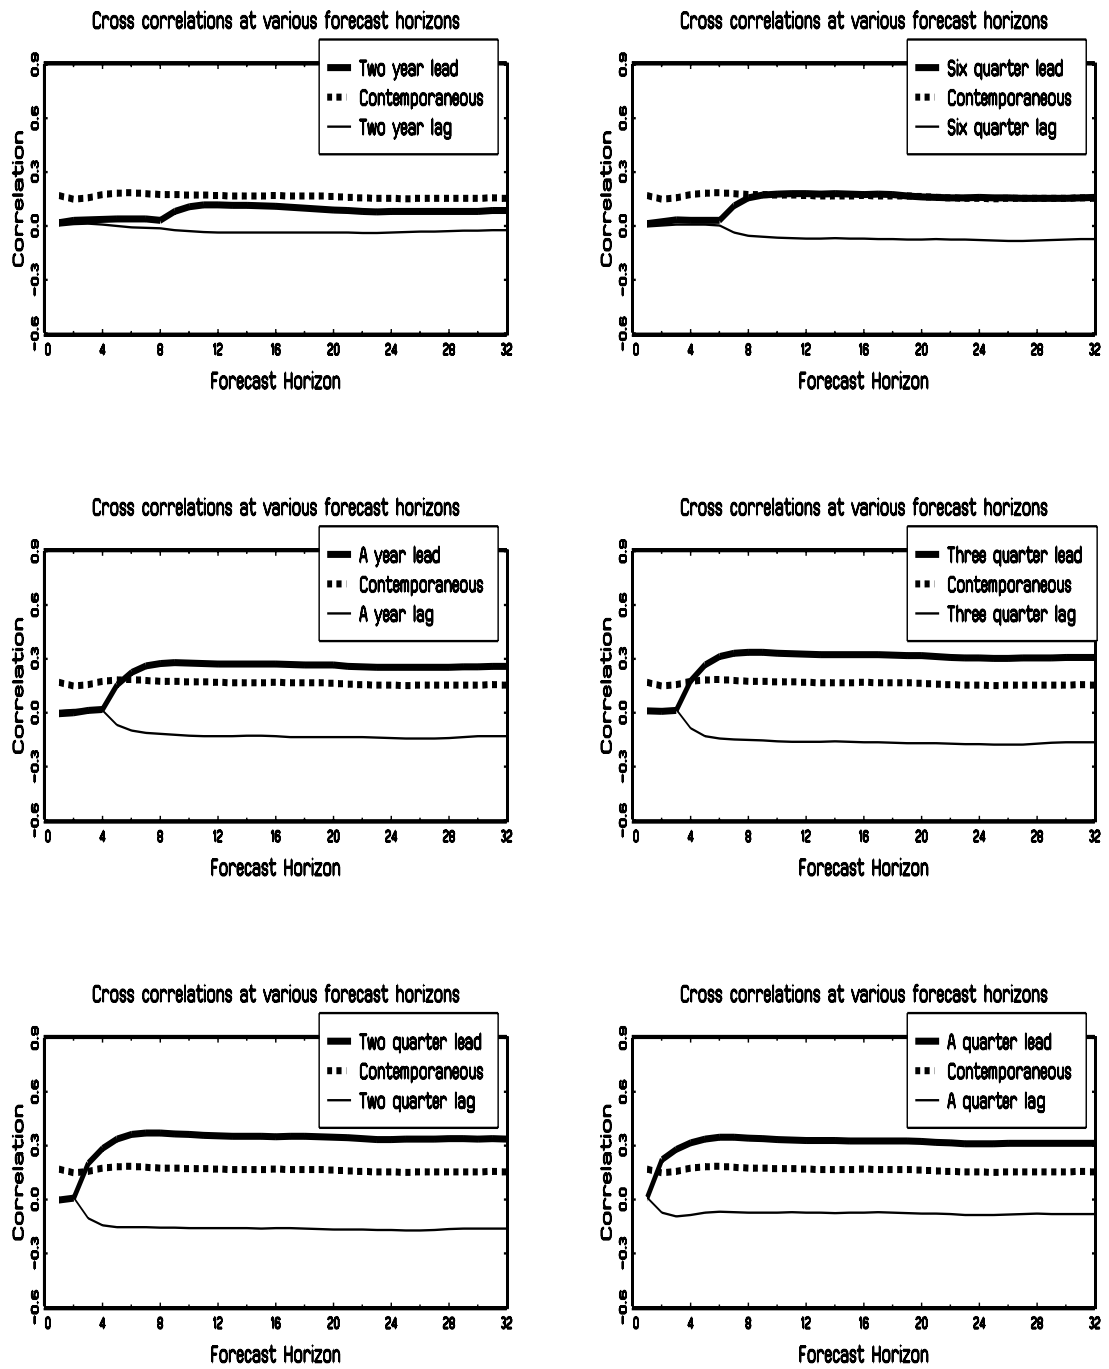 Cross correlations at various forecast horizons
Two year lead
Contemporaneous
Two year lag
Correlation
0.9
0.6
0.3
0.0
-0.3
-0.6
0 4 8 12 16 20 24 28 32
Forecast Horizon
Cross correlations at various forecast horizons
Six quarter lead
Contemporaneous
Six quarter lag
Correlation
0.9
0.6
0.3
0.0
-0.3
-0.6
0 4 8 12 16 20 24 28 32
Forecast Horizon
Cross correlations at various forecast horizons
A year lead
Contemporaneous
A year lag
Correlation
0.9
0.6
0.3
0.0
-0.3
-0.6
0 4 8 12 16 20 24 28 32
Forecast Horizon
Cross correlations at various forecast horizons
Three quarter lead
Contemporaneous
Three quarter lag
Correlation
0.9
0.6
0.3
0.0
-0.3
-0.6
0 4 8 12 16 20 24 28 32
Forecast Horizon
Cross correlations at various forecast horizons
Two quarter lead
Contemporaneous
Two quarter lag
Correlation
0.9
0.6
0.3
0.0
-0.3
-0.6
0 4 8 12 16 20 24 28 32
Forecast Horizon
Cross correlations at various forecast horizons
A quarter lead
Contemporaneous
A quarter lag
Correlation
0.9
0.6
0.3
0.0
-0.3
-0.6
0 4 8 12 16 20 24 28 32
Forecast Horizon